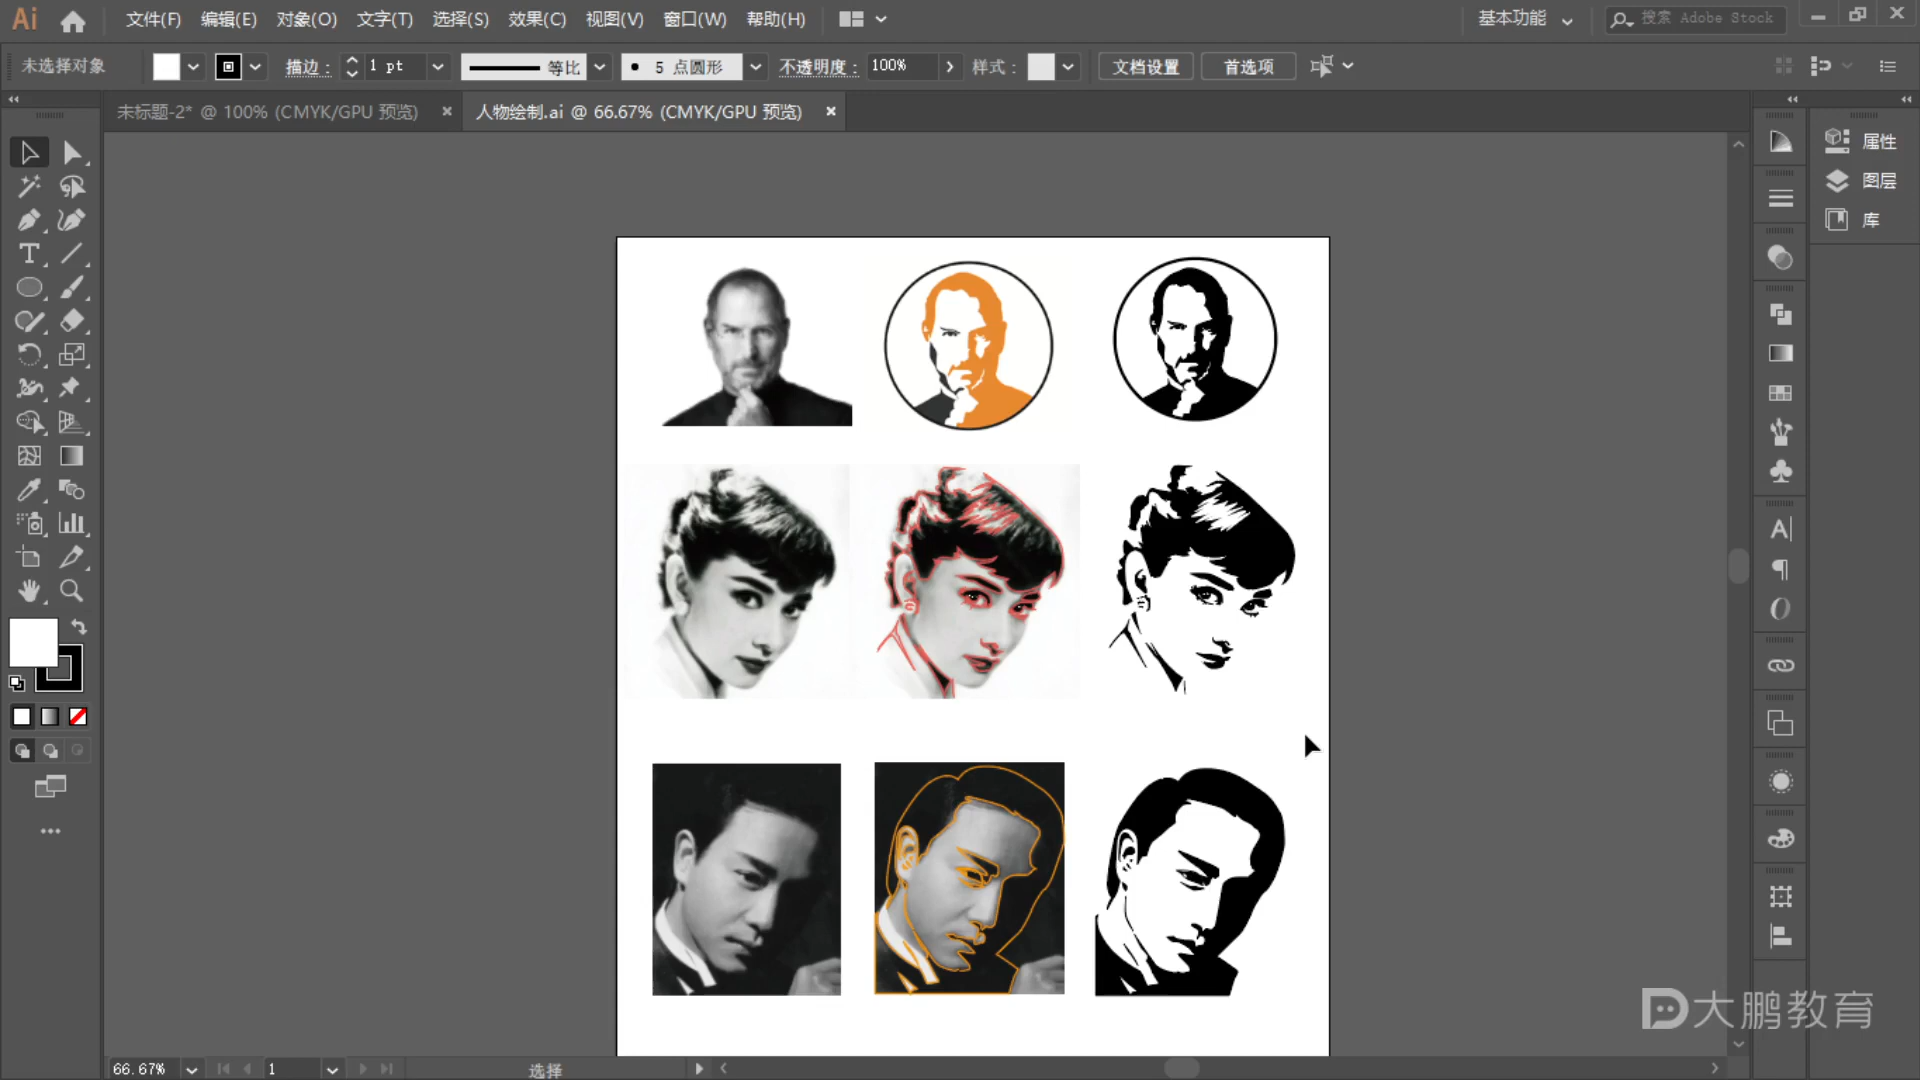 Ai 文件(F) 编辑(E) 对象(O) 文字(T) 选择(S) 效果(C) 视图(V) 窗口(W) 帮助(H) 基本功能 搜索 Adobe Stock
未选择对象 描边: 1 pt 等比 5 点圆形 不透明度: 100% 样式: 文档设置 首选项
未标题-2* @ 100% (CMYK/GPU 预览) × 人物绘制.ai @ 66.67% (CMYK/GPU 预览) ×
属性
图层
库
大鹏教育
66.67% 1 选择